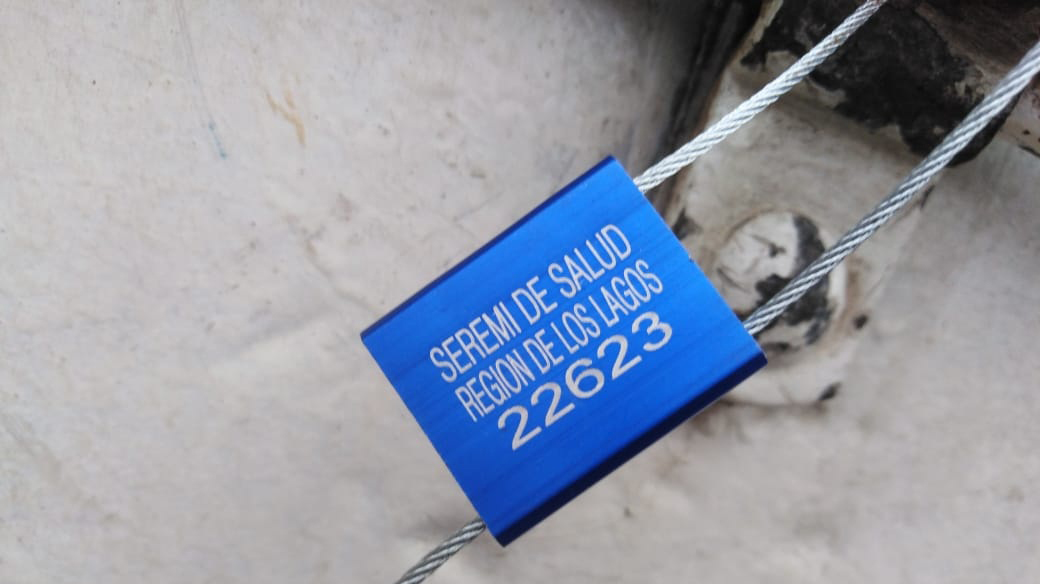 SEREMI DE SALUD
REGION DE LOS LAGOS
22623